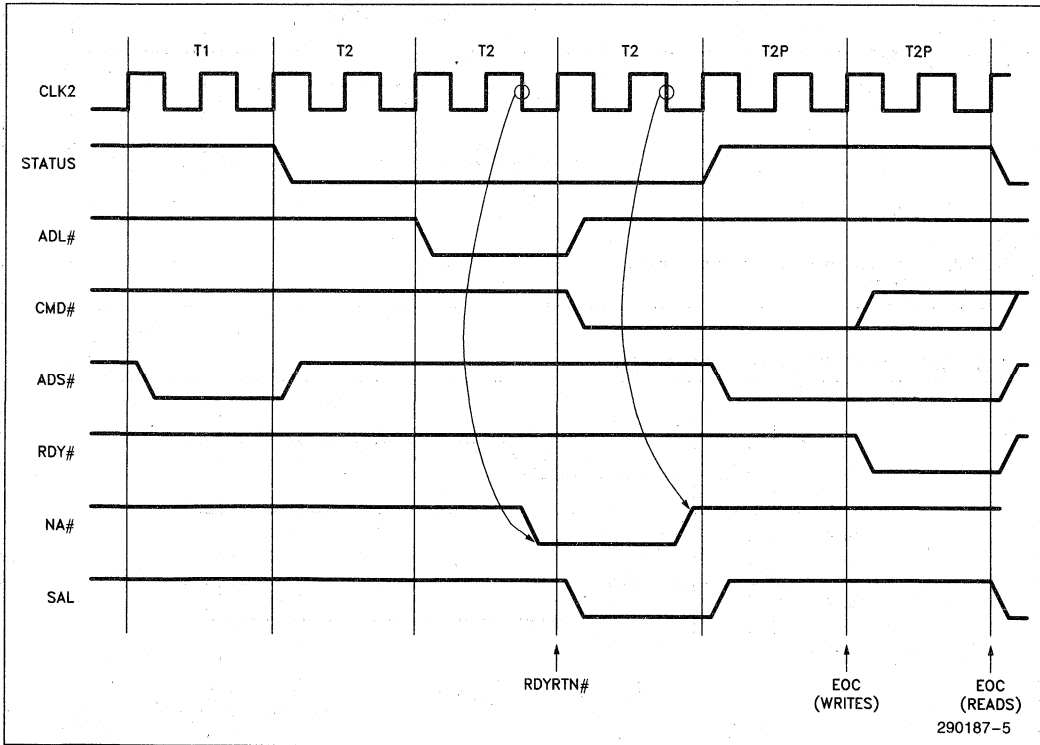 T1 T2 T2 T2 T2P T2P
CLK2
STATUS
ADL#
CMD#
ADS#
RDY#
NA#
SAL
RDYRTN# EOC EOC
(WRITES) (READS)
290187-5